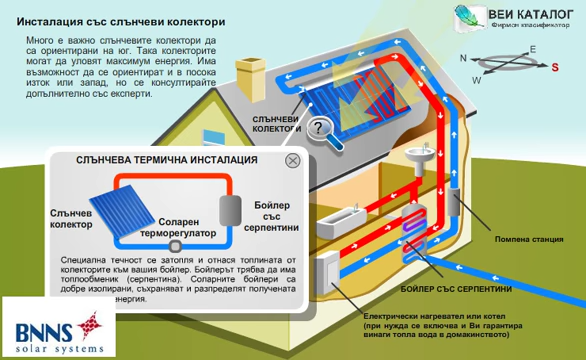 Инсталация със слънчеви колектори
Много е важно слънчевите колектори да
са ориентирани на юг. Така колекторите
могат да уловят максимум енергия. Има
възможност да се ориентират и в посока
изток или запад, но се консултирайте
допълнително със експерти.
ВЕИ КАТАЛОГ
Фирмен класификатор
N
E
S
W
СЛЪНЧЕВИ
КОЛЕКТОРИ
СЛЪНЧЕВА ТЕРМИЧНА ИНСТАЛАЦИЯ
Слънчев
колектор
Соларен
терморегулатор
Бойлер
със
серпентини
Специална течност се затопля и отнася топлината от
колекторите към вашия бойлер. Бойлерът трябва да има
топлообменик (серпентина). Соларните бойлери са
добре изолирани, съхраняват и разпределят получената
енергия.
Помпена станция
БОЙЛЕР СЪС СЕРПЕНТИНИ
Електрически нагревател или котел
(при нужда се включва и Ви гарантира
винаги топла вода в домакинството)
BNNS
solar systems